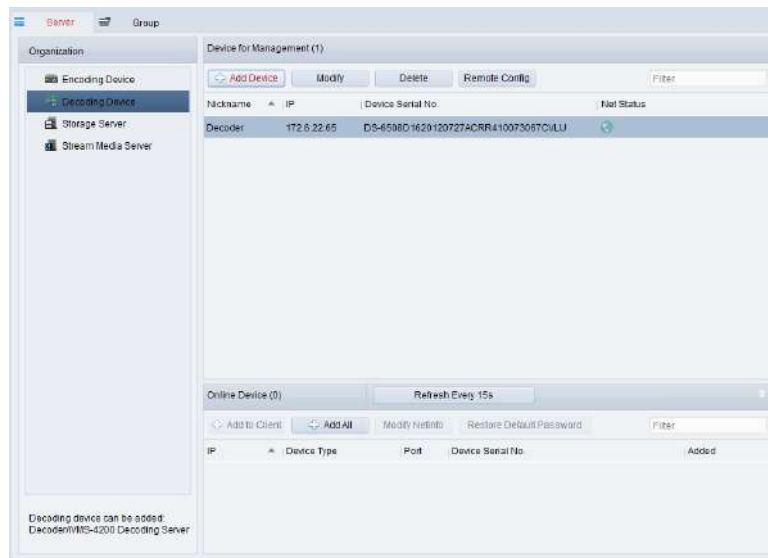 Server Group
Organization
Encoding Device
Decoding Device
Storage Server
Stream Media Server
Decoding device can be added:
Decoder/iVMS-4200 Decoding Server
Device for Management (1)
Add Device Modify Delete Remote Config Filter
Nickname IP Device Serial No. Net Status
Decoder 172.6.22.65
Online Device (0) Refresh Every 15s
Add to Client Add All Modify Netinfo Restore Default Password Filter
IP Device Type Port Device Serial No. Added